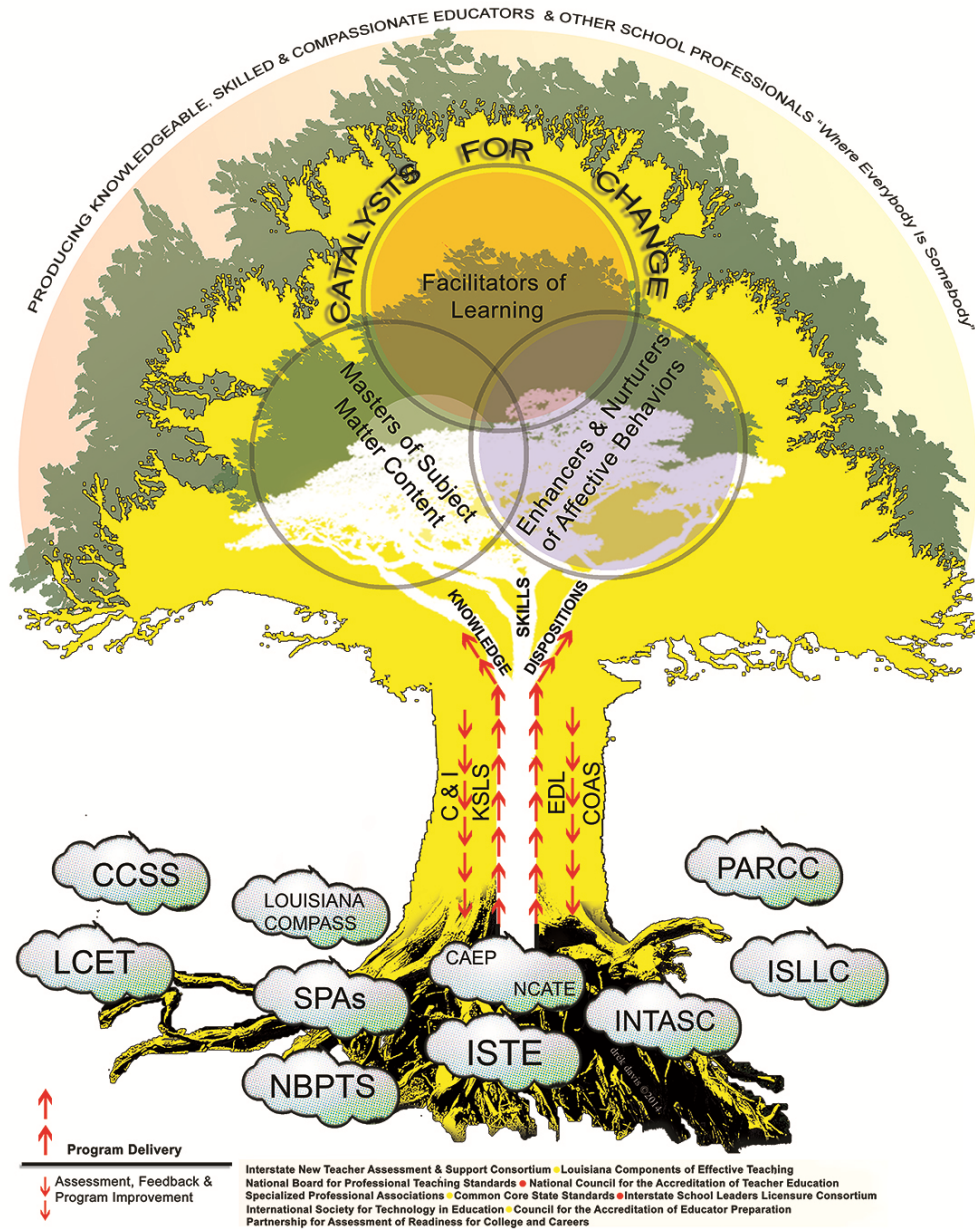 PRODUCING KNOWLEDGEABLE, SKILLED & COMPASSIONATE EDUCATORS & OTHER SCHOOL PROFESSIONALS "Where Everybody Is Somebody"
CATALYSTS FOR CHANGE
Facilitators of
Learning
Masters of Subject
Matter Content
Enhancers & Nurturers
of Affective Behaviors
KNOWLEDGE
SKILLS
DISPOSITIONS
C & I
KSLS
EDL
COAS
CCSS
LOUISIANA
COMPASS
PARCC
LCET
SPAs
CAEP
NCATE
INTASC
ISLLC
NBPTS
ISTE
drék davis ©2014.
Program Delivery
Assessment, Feedback &
Program Improvement
Interstate New Teacher Assessment & Support Consortium • Louisiana Components of Effective Teaching
National Board for Professional Teaching Standards • National Council for the Accreditation of Teacher Education
Specialized Professional Associations • Common Core State Standards • Interstate School Leaders Licensure Consortium
International Society for Technology in Education • Council for the Accreditation of Educator Preparation
Partnership for Assessment of Readiness for College and Careers